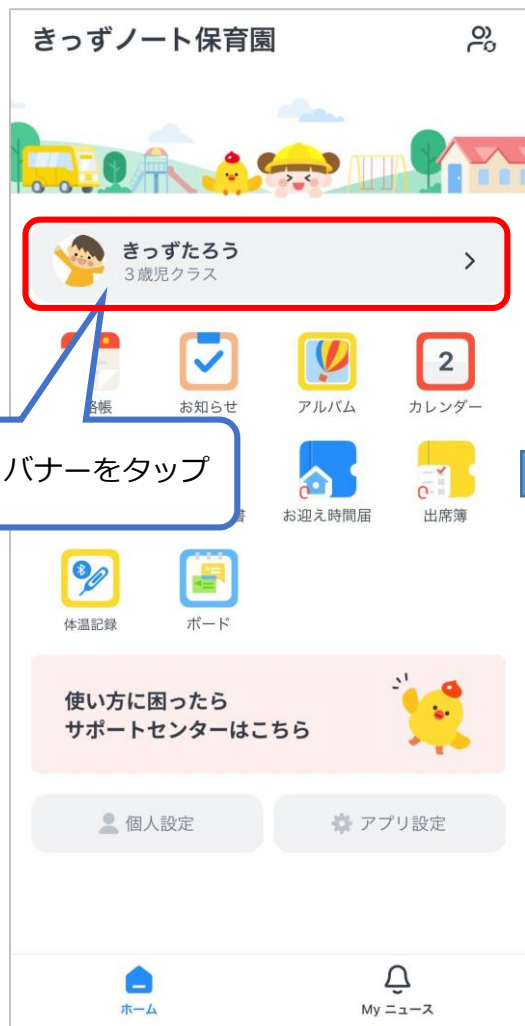 きっずノート保育園
きっずたろう
3歳児クラス
絡帳
お知らせ
アルバム
2
カレンダー
バナーをタップ
書
お迎え時間届
出席簿
体温記録
ボード
使い方に困ったら
サポートセンターはこちら
個人設定
アプリ設定
ホーム
My ニュース